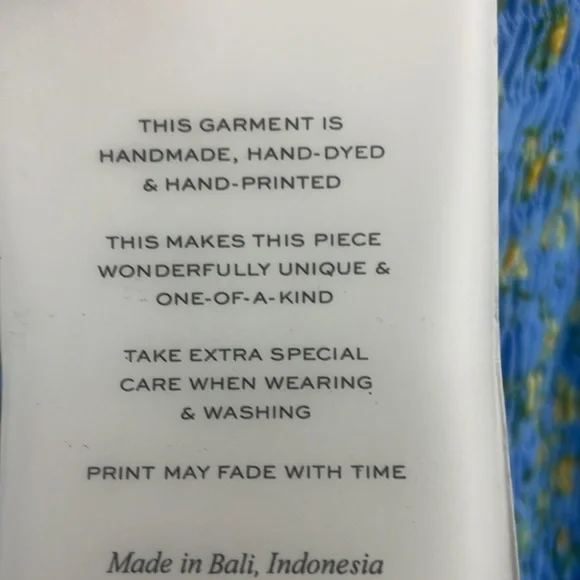 THIS GARMENT IS
HANDMADE, HAND-DYED
& HAND-PRINTED
THIS MAKES THIS PIECE
WONDERFULLY UNIQUE &
ONE-OF-A-KIND
TAKE EXTRA SPECIAL
CARE WHEN WEARING
& WASHING
PRINT MAY FADE WITH TIME
Made in Bali, Indonesia